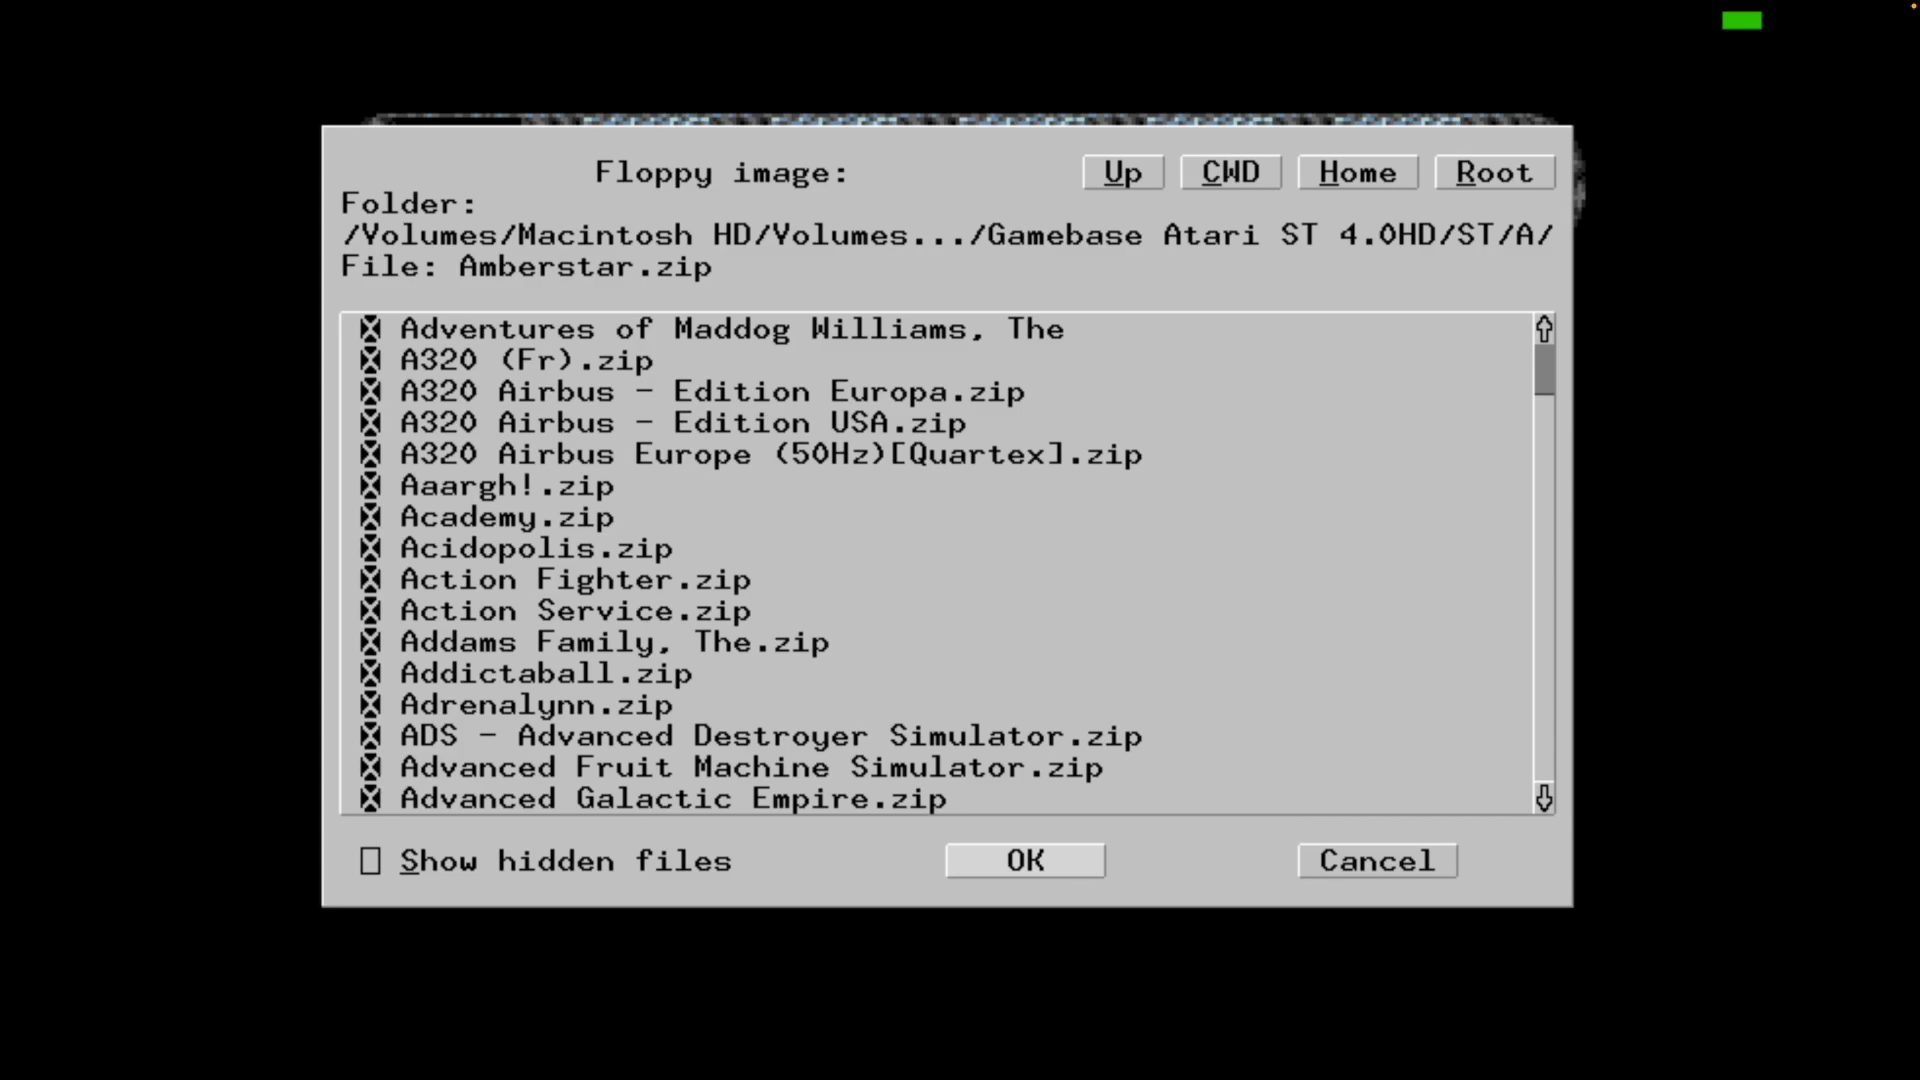 Floppy image: Up CWD Home Root
Folder:
/Volumes/Macintosh HD/Volumes.../Gamebase Atari ST 4.0HD/ST/A/
File: Amberstar.zip
Adventures of Maddog Williams, The
A320 (Fr).zip
A320 Airbus - Edition Europa.zip
A320 Airbus - Edition USA.zip
A320 Airbus Europe (50Hz)[Quartex].zip
Aaargh!.zip
Academy.zip
Acidopolis.zip
Action Fighter.zip
Action Service.zip
Addams Family, The.zip
Addictaball.zip
Adrenalynn.zip
ADS - Advanced Destroyer Simulator.zip
Advanced Fruit Machine Simulator.zip
Advanced Galactic Empire.zip
Show hidden files OK Cancel